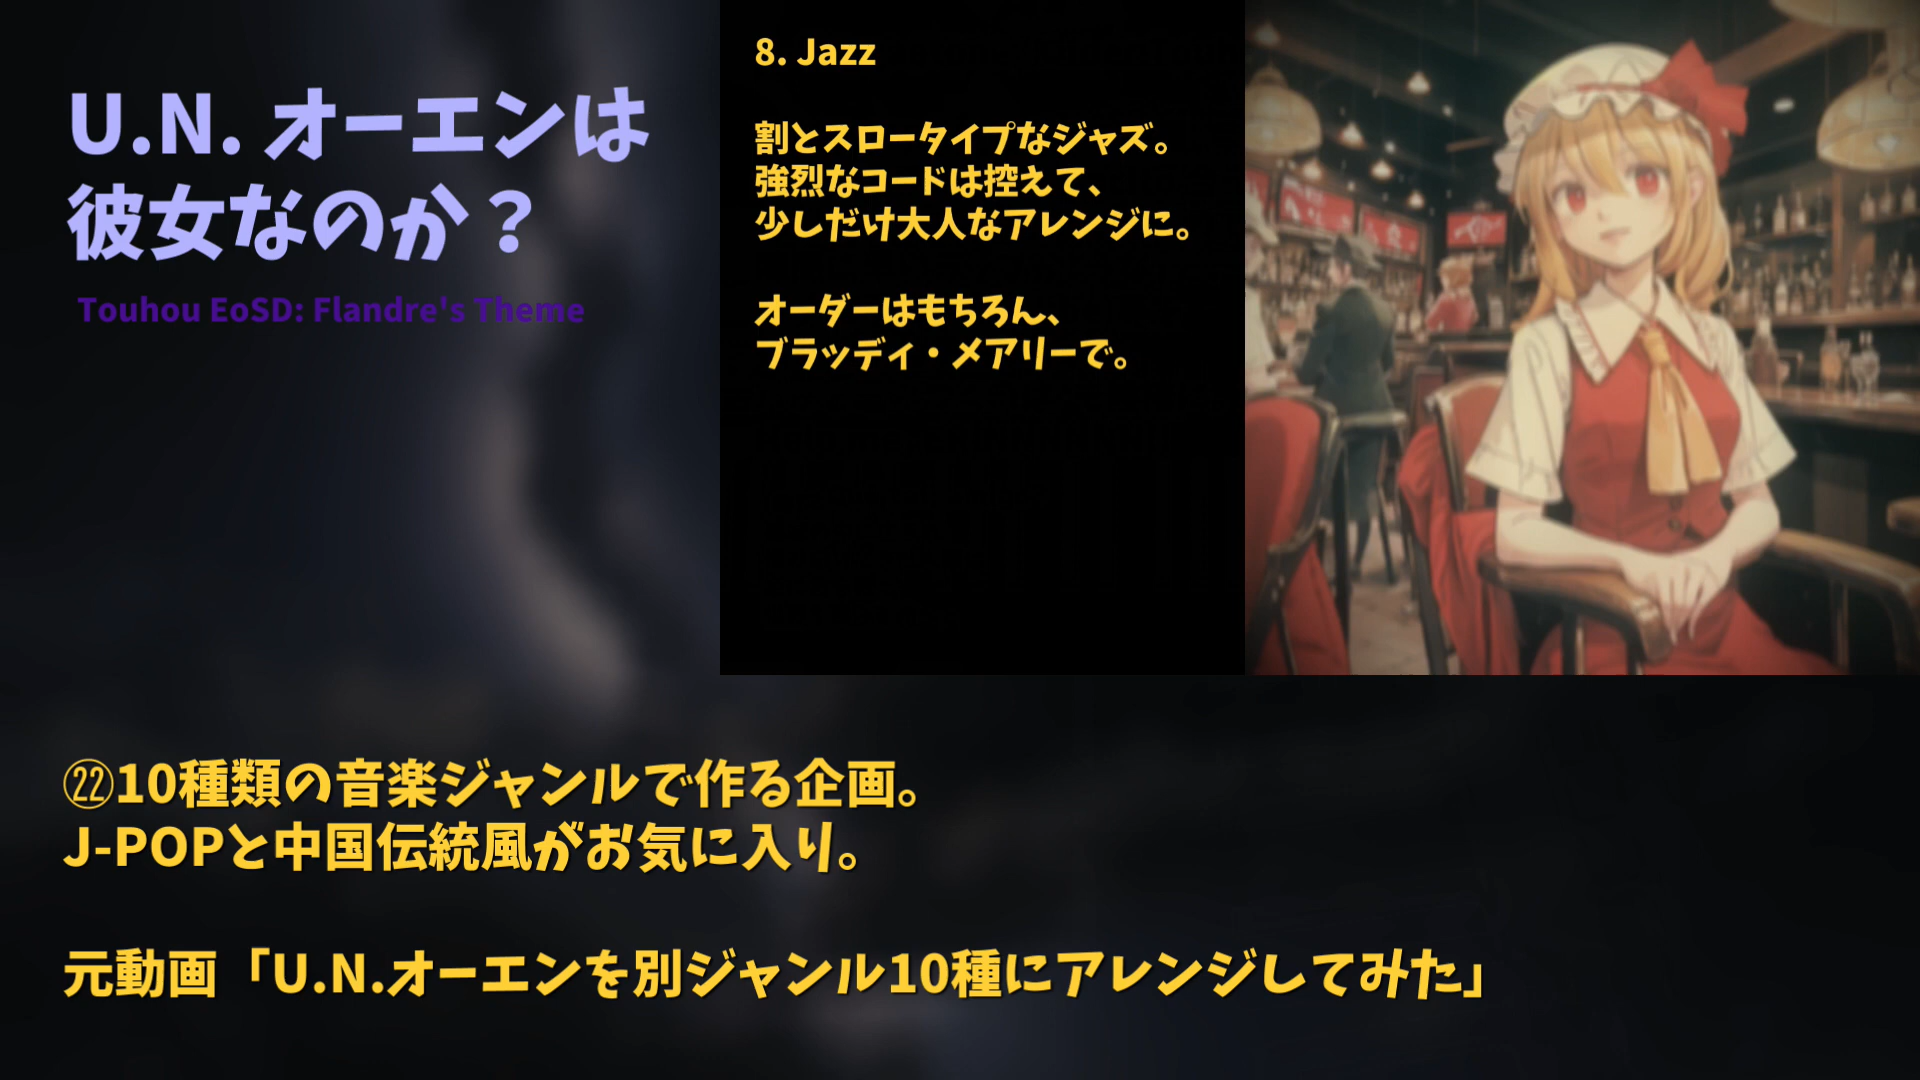 U.N. オーエンは
彼女なのか？
Touhou EoSD: Flandre's Theme
8. Jazz
割とスロータイプなジャズ。
強烈なコードは控えて、
少しだけ大人なアレンジに。
オーダーはもちろん、
ブラッディ・メアリーで。
㉒10種類の音楽ジャンルで作る企画。
J-POPと中国伝統風がお気に入り。
元動画「U.N.オーエンを別ジャンル10種にアレンジしてみた」